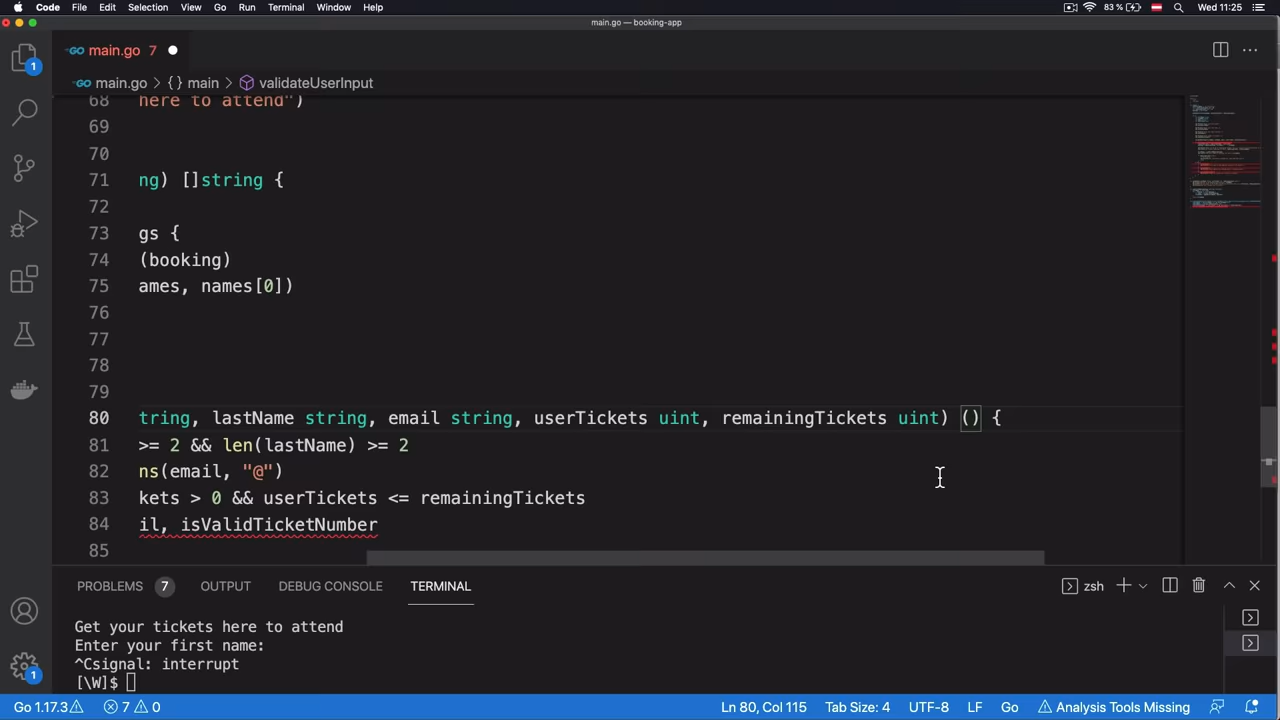 Code File Edit Selection View Go Run Terminal Window Help 83 % Wed 11:25
main.go — booking-app
GO main.go 7
GO main.go > {} main > validateUserInput
1
68 here to attend")
69
70
71 ng) []string {
72
73 gs {
74 (booking)
75 ames, names[0])
76
77
78
79
80 tring, lastName string, email string, userTickets uint, remainingTickets uint) () {
81 >= 2 && len(lastName) >= 2
82 ns(email, "@")
83 kets > 0 && userTickets <= remainingTickets
84 il, isValidTicketNumber
85
PROBLEMS 7 OUTPUT DEBUG CONSOLE TERMINAL zsh
Get your tickets here to attend
Enter your first name:
^Csignal: interrupt
[\W]$
1
Go 1.17.3 7 0 Ln 80, Col 115 Tab Size: 4 UTF-8 LF Go Analysis Tools Missing